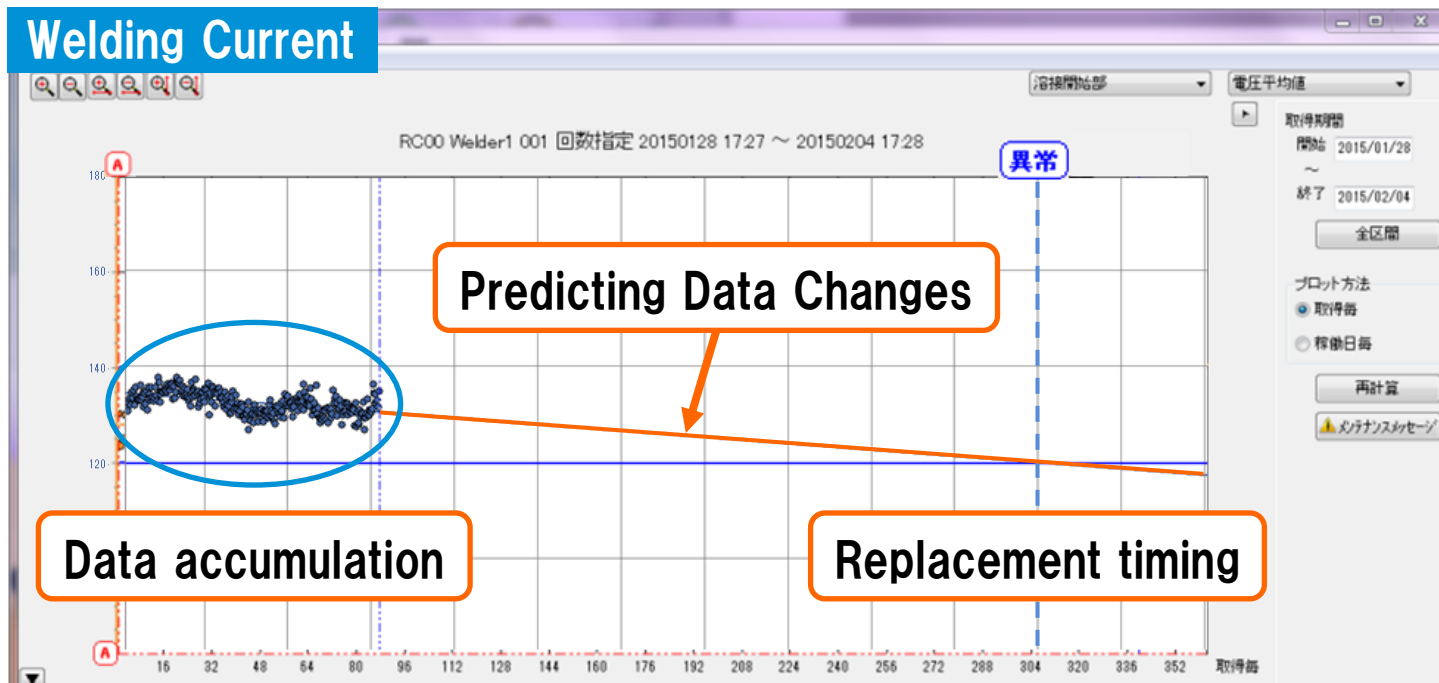 Welding Current
溶接開始部
電圧平均値
RC00 Welder1 001 回数指定 20150128 17:27 ～ 20150204 17:28
取得期間
開始 2015/01/28
～
終了 2015/02/04
全区間
プロット方法
取得毎
稼働日毎
再計算
メンテナンスメッセージ
A
異常
180
160
140
120
Predicting Data Changes
Data accumulation
Replacement timing
A
16 32 48 64 80 96 112 128 144 160 176 192 208 224 240 256 272 288 304 320 336 352 取得毎